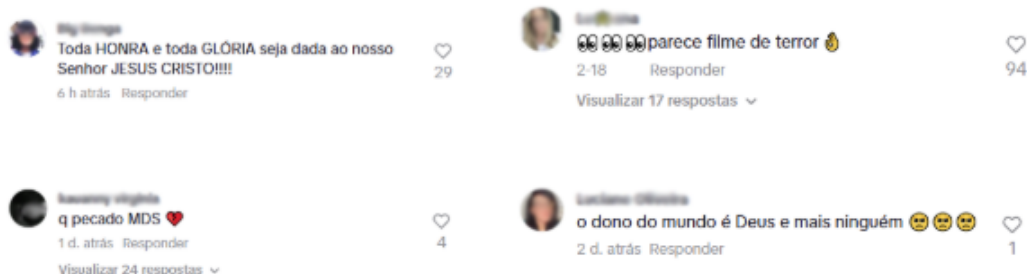 Toda HONRA e toda GLÓRIA seja dada ao nosso
Senhor JESUS CRISTO!!!!
29
6 h atrás Responder
👀👀👀parece filme de terror👌
94
2-18 Responder
Visualizar 17 respostas
q pecado MDS 💔
4
1 d. atrás Responder
Visualizar 24 respostas
o dono do mundo é Deus e mais ninguém 🥺🥺🥺
1
2 d. atrás Responder